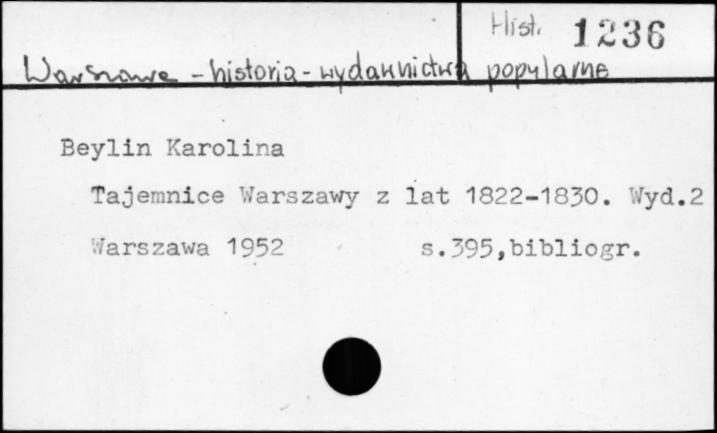 Hist. 1236
Warszawa - historia - wydawnictwa popularne
Beylin Karolina
Tajemnice Warszawy z lat 1822-1830. Wyd.2
Warszawa 1952 s.395,bibliogr.